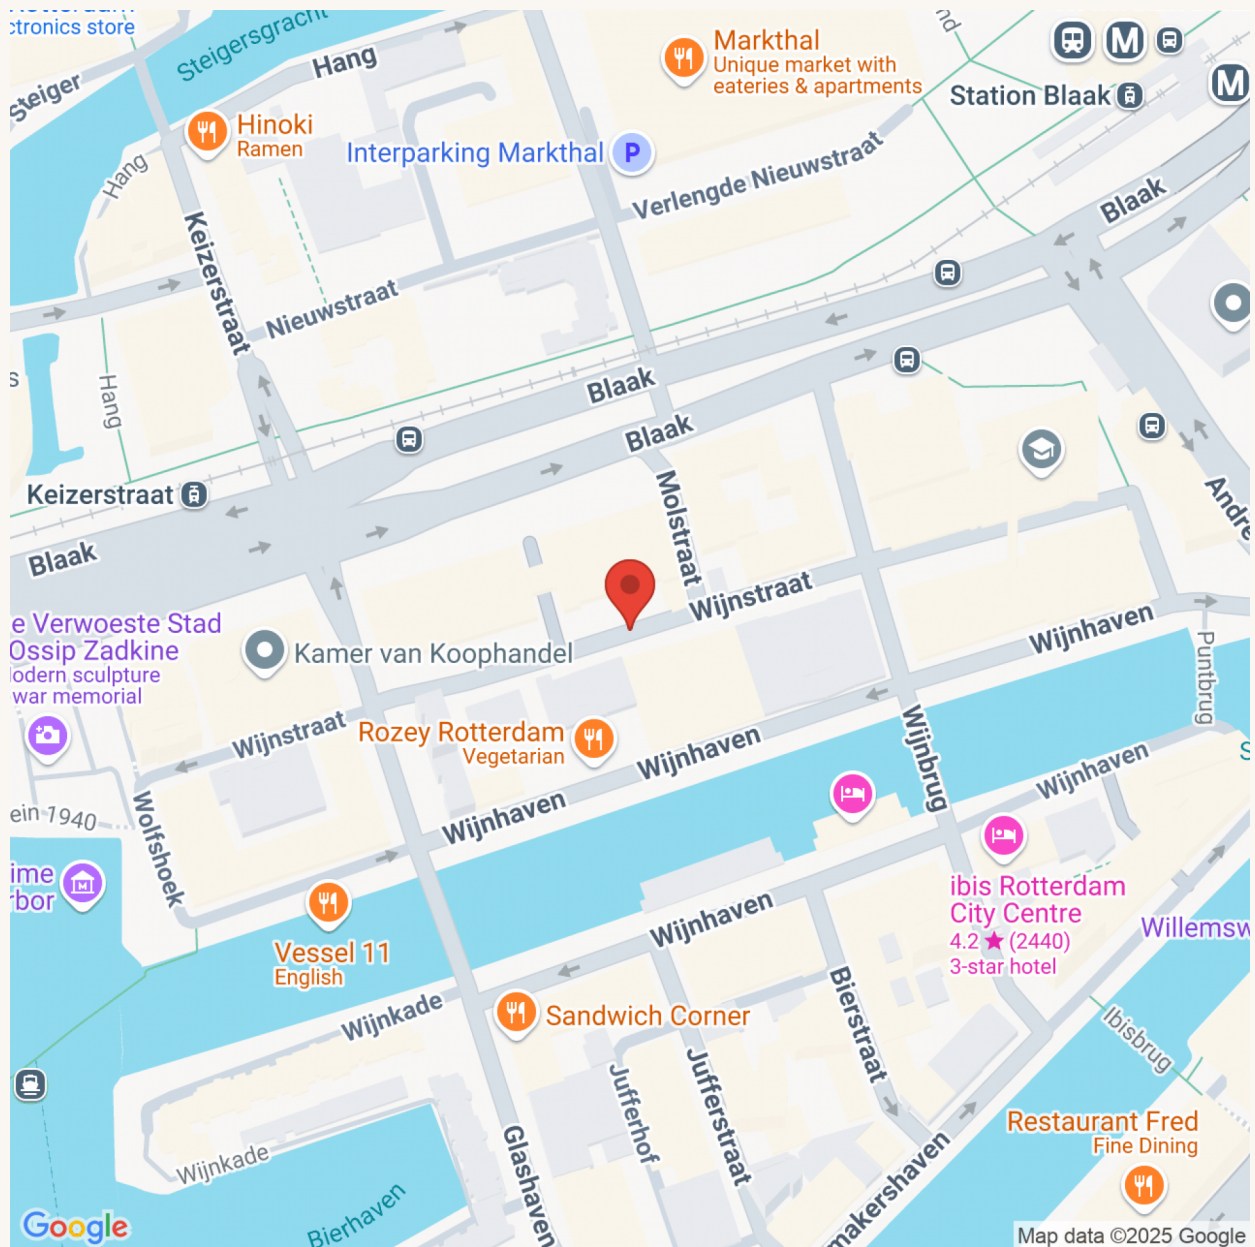 ctronics store
Steigersgracht
Hang
Steiger
Markthal
Unique market with
eateries & apartments
M
M
Station Blaak
Hinoki
Ramen
Interparking Markthal
P
Hang
Verlengde Nieuwstraat
Blaak
Keizerstraat
Nieuwstraat
Hang
Blaak
Blaak
Keizerstraat
Molstraat
Andre
Blaak
Wijnstraat
e Verwoeste Stad
Ossip Zadkine
lodern sculpture
war memorial
Kamer van Koophandel
Wijnhaven
Puntbrug
Wijnstraat
Rozey Rotterdam
Vegetarian
Wijnhaven
Wijnbrug
Wijnhaven
S
ein 1940
Wolfshoek
Wijnhaven
ime
rbor
ibis Rotterdam
City Centre
4.2 ★ (2440)
3-star hotel
Wijnhaven
Willemsw
Vessel 11
English
Wijnkade
Sandwich Corner
Bierstraat
Ibisbrug
Jufferhof
Jufferstraat
Restaurant Fred
Fine Dining
Wijnkade
Glashaven
makershaven
Bierhaven
Google
Map data ©2025 Google